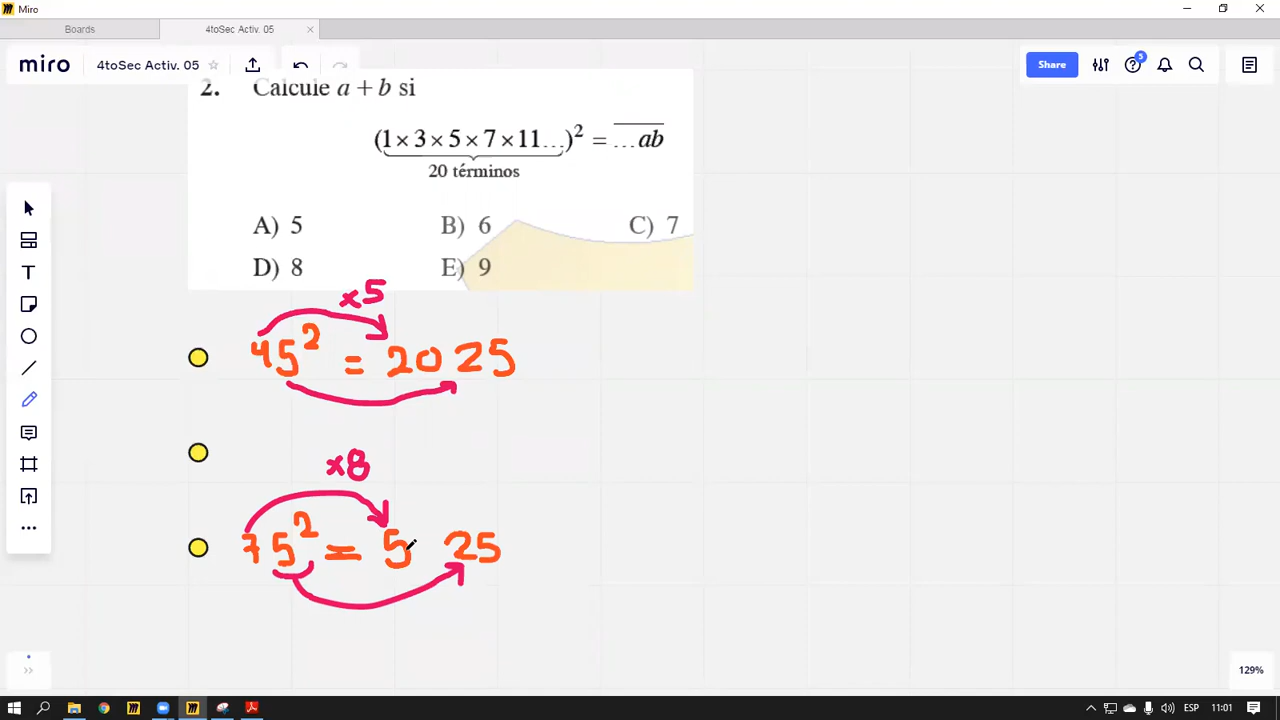 Miro
Boards
4toSec Activ. 05
miro
4toSec Activ. 05
Share
5
2. Calcule a + b si
(1 × 3 × 5 × 7 × 11...)² = ...ab
20 términos
A) 5 B) 6 C) 7
D) 8 E) 9
×5
45² = 2025
×8
75² = 5 25
129%
ESP 11:01